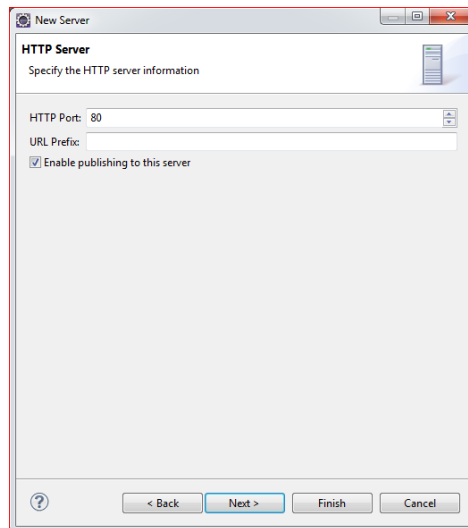 New Server
HTTP Server
Specify the HTTP server information
HTTP Port: 80
URL Prefix:
Enable publishing to this server
? < Back Next > Finish Cancel